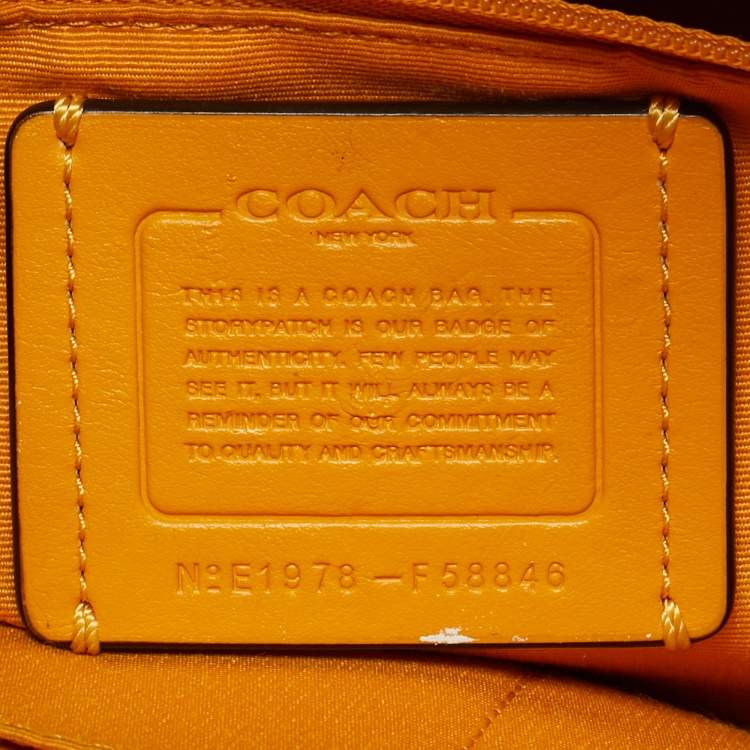 COACH
NEW YORK
THIS IS A COACH BAG. THE
STORYPATCH IS OUR BADGE OF
AUTHENTICITY. FEW PEOPLE MAY
SEE IT, BUT IT WILL ALWAYS BE A
REMINDER OF OUR COMMITMENT
TO QUALITY AND CRAFTSMANSHIP.
Nº E1978-F58846